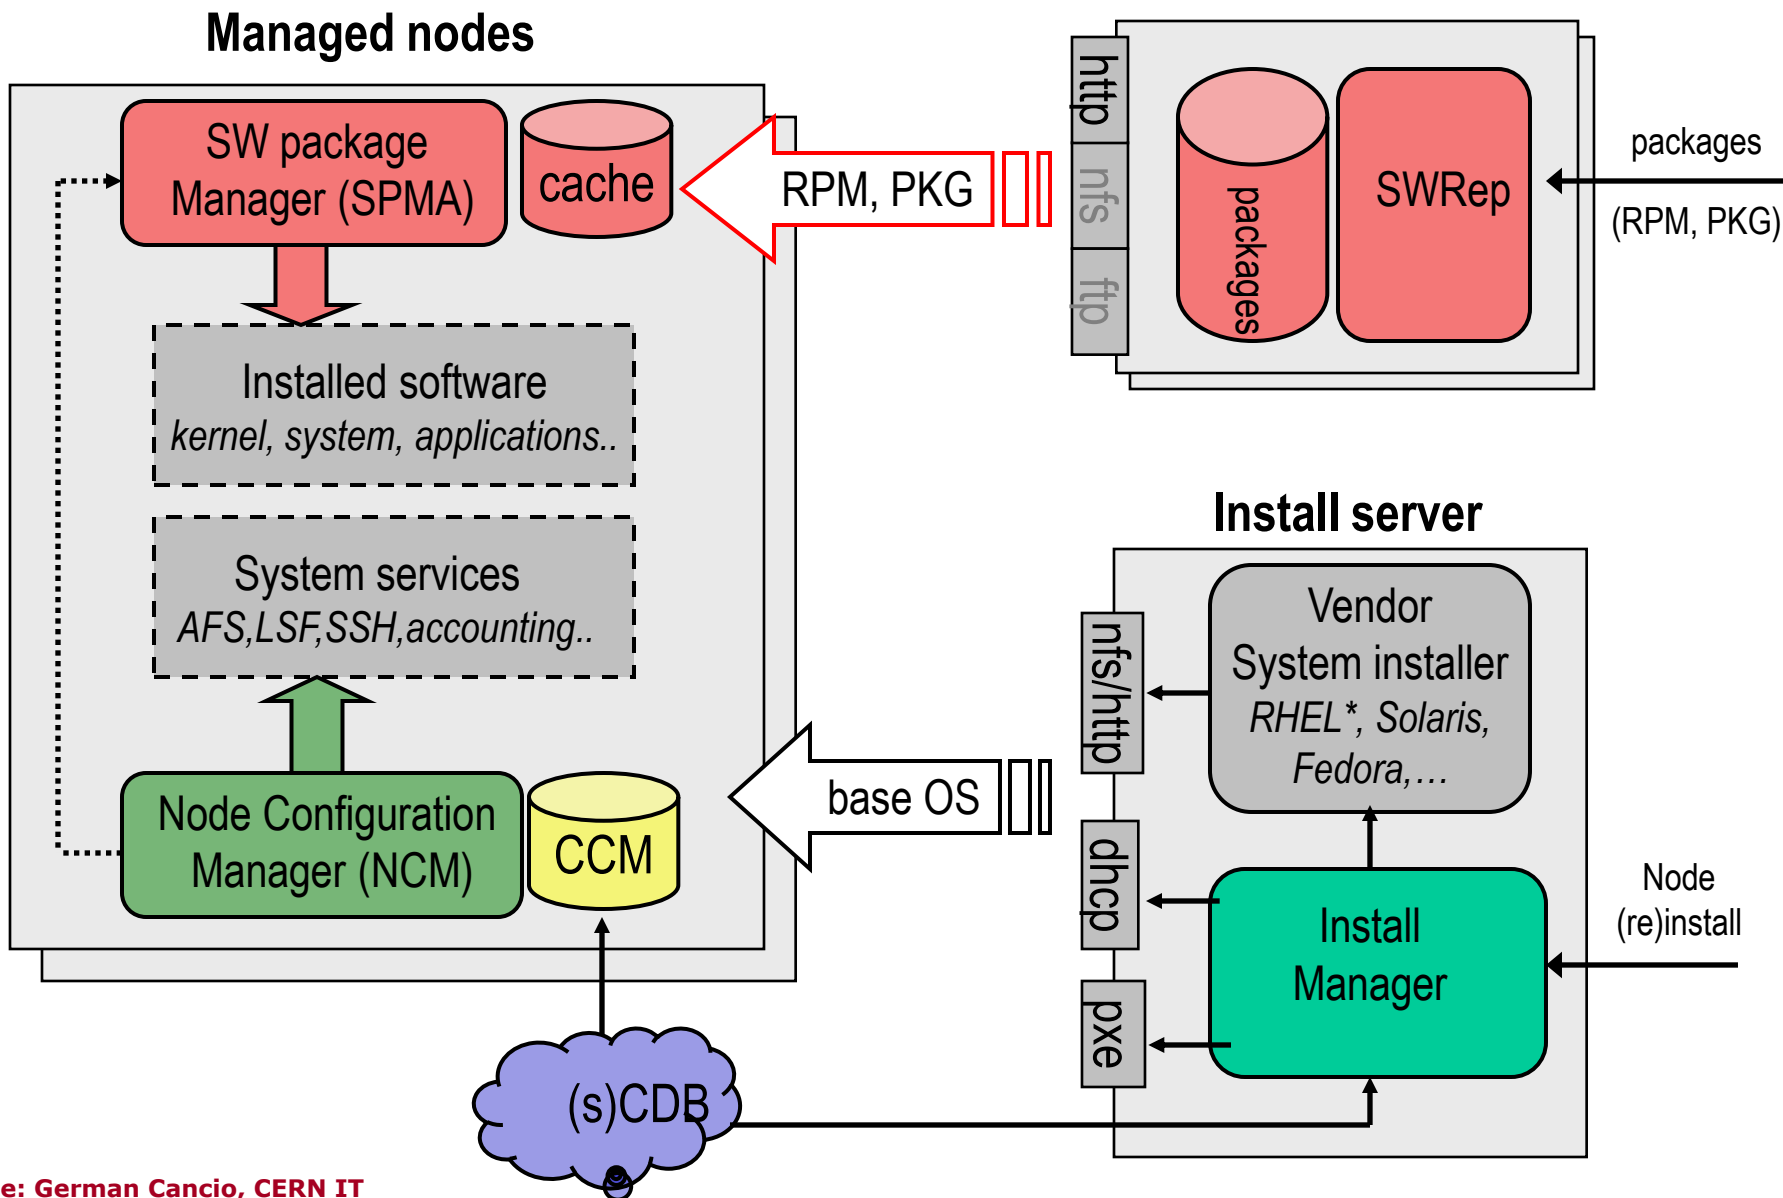 Managed nodes
SW package
Manager (SPMA)
cache
RPM, PKG
http
nfs
ftp
packages
SWRep
packages
(RPM, PKG)
Installed software
kernel, system, applications..
System services
AFS,LSF,SSH,accounting..
Node Configuration
Manager (NCM)
CCM
base OS
Install server
nfs/http
dhcp
pxe
Vendor
System installer
RHEL*, Solaris,
Fedora,…
Install
Manager
Node
(re)install
(s)CDB
e: German Cancio, CERN IT